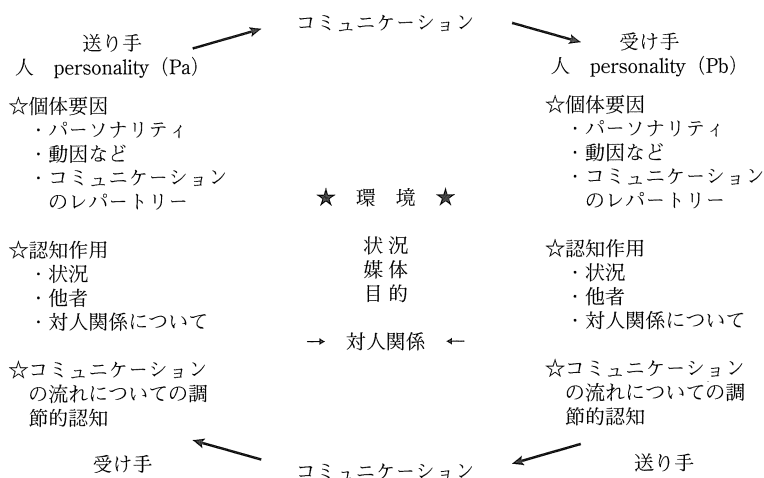 コミュニケーション
送り手
人 personality（Pa）
☆個体要因
・パーソナリティ
・動因など
・コミュニケーション
のレパートリー
☆認知作用
・状況
・他者
・対人関係について
☆コミュニケーション
の流れについての調
節的認知
受け手
★ 環 境 ★
状 況
媒 体
目 的
→ 対人関係 ←
受け手
人 personality（Pb）
☆個体要因
・パーソナリティ
・動因など
・コミュニケーション
のレパートリー
☆認知作用
・状況
・他者
・対人関係について
☆コミュニケーション
の流れについての調
節的認知
送り手
コミュニケーション